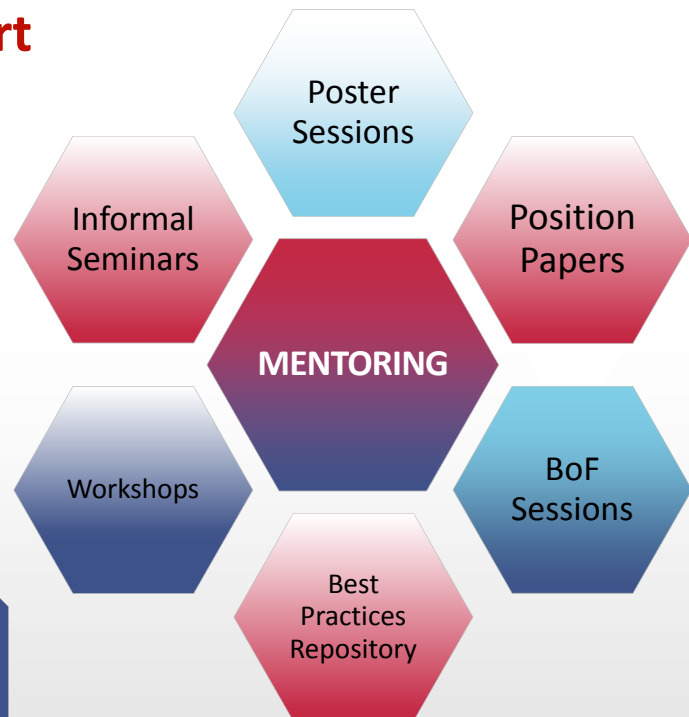 rt
Poster
Sessions
Informal
Seminars
Position
Papers
MENTORING
Workshops
BoF
Sessions
Best
Practices
Repository